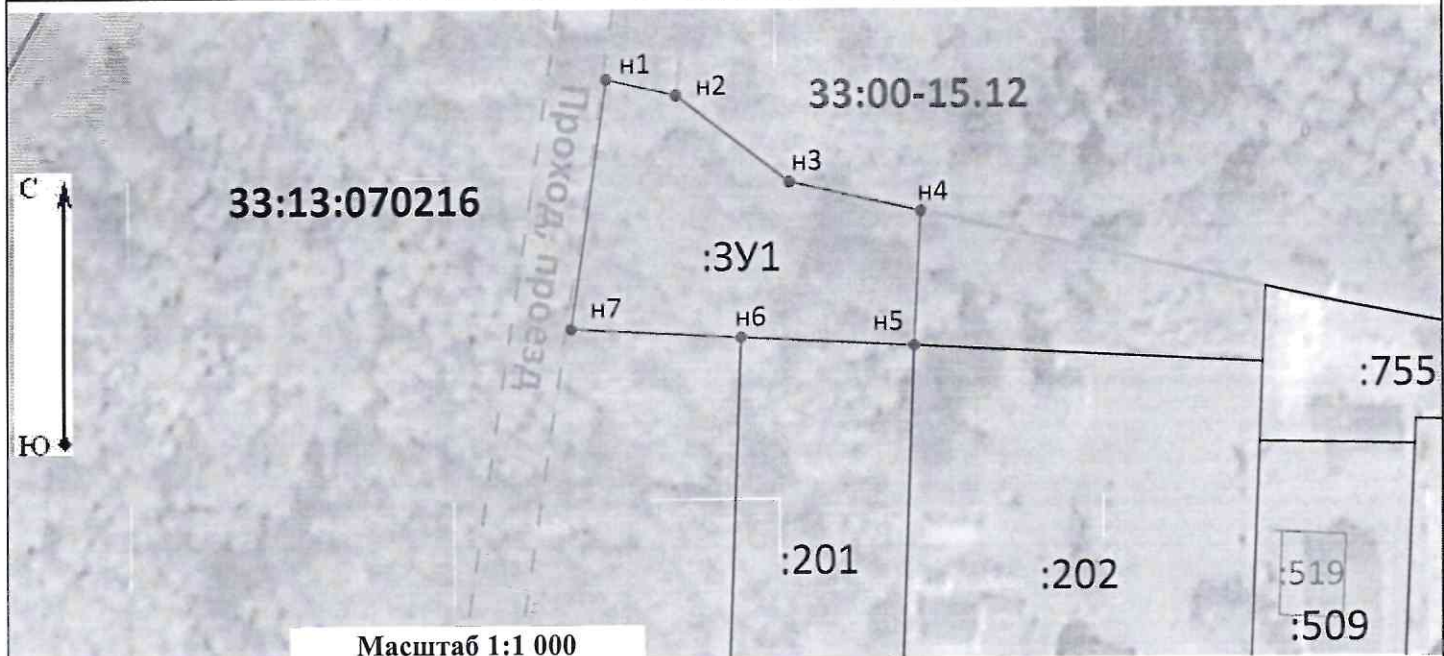 н1
н2
33:00-15.12
Проход, проезд
н3
С
33:13:070216
н4
:ЗУ1
н7
н6
н5
:755
Ю
:201
:202
:519
:509
Масштаб 1:1 000